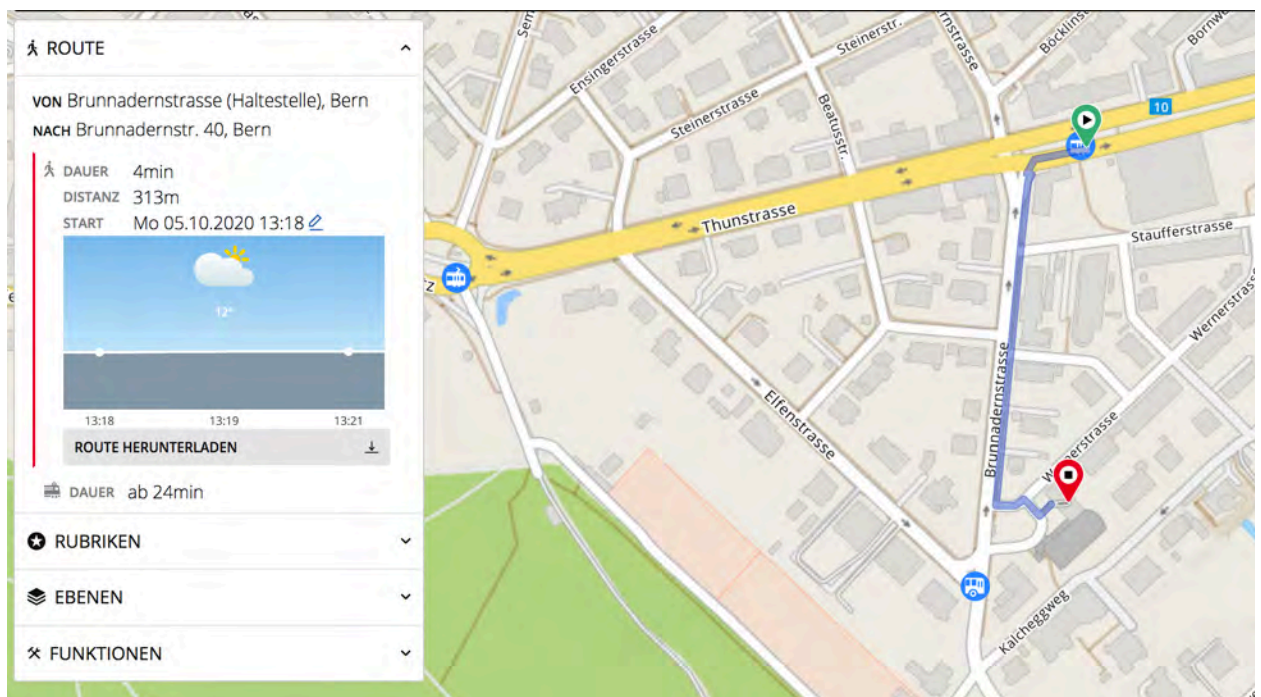 ROUTE
VON Brunnadernstrasse (Haltestelle), Bern
NACH Brunnadernstr. 40, Bern
DAUER 4min
DISTANZ 313m
START Mo 05.10.2020 13:18
12°
13:18 13:19 13:21
ROUTE HERUNTERLADEN
DAUER ab 24min
RUBRIKEN
EBENEN
FUNKTIONEN
Ensingerstrasse
Steinerstr.
Steinerstrasse
Beatusstr.
Thunstrasse
10
Staufferstrasse
Elfenstrasse
Brunnadernstrasse
Kalcheggweg